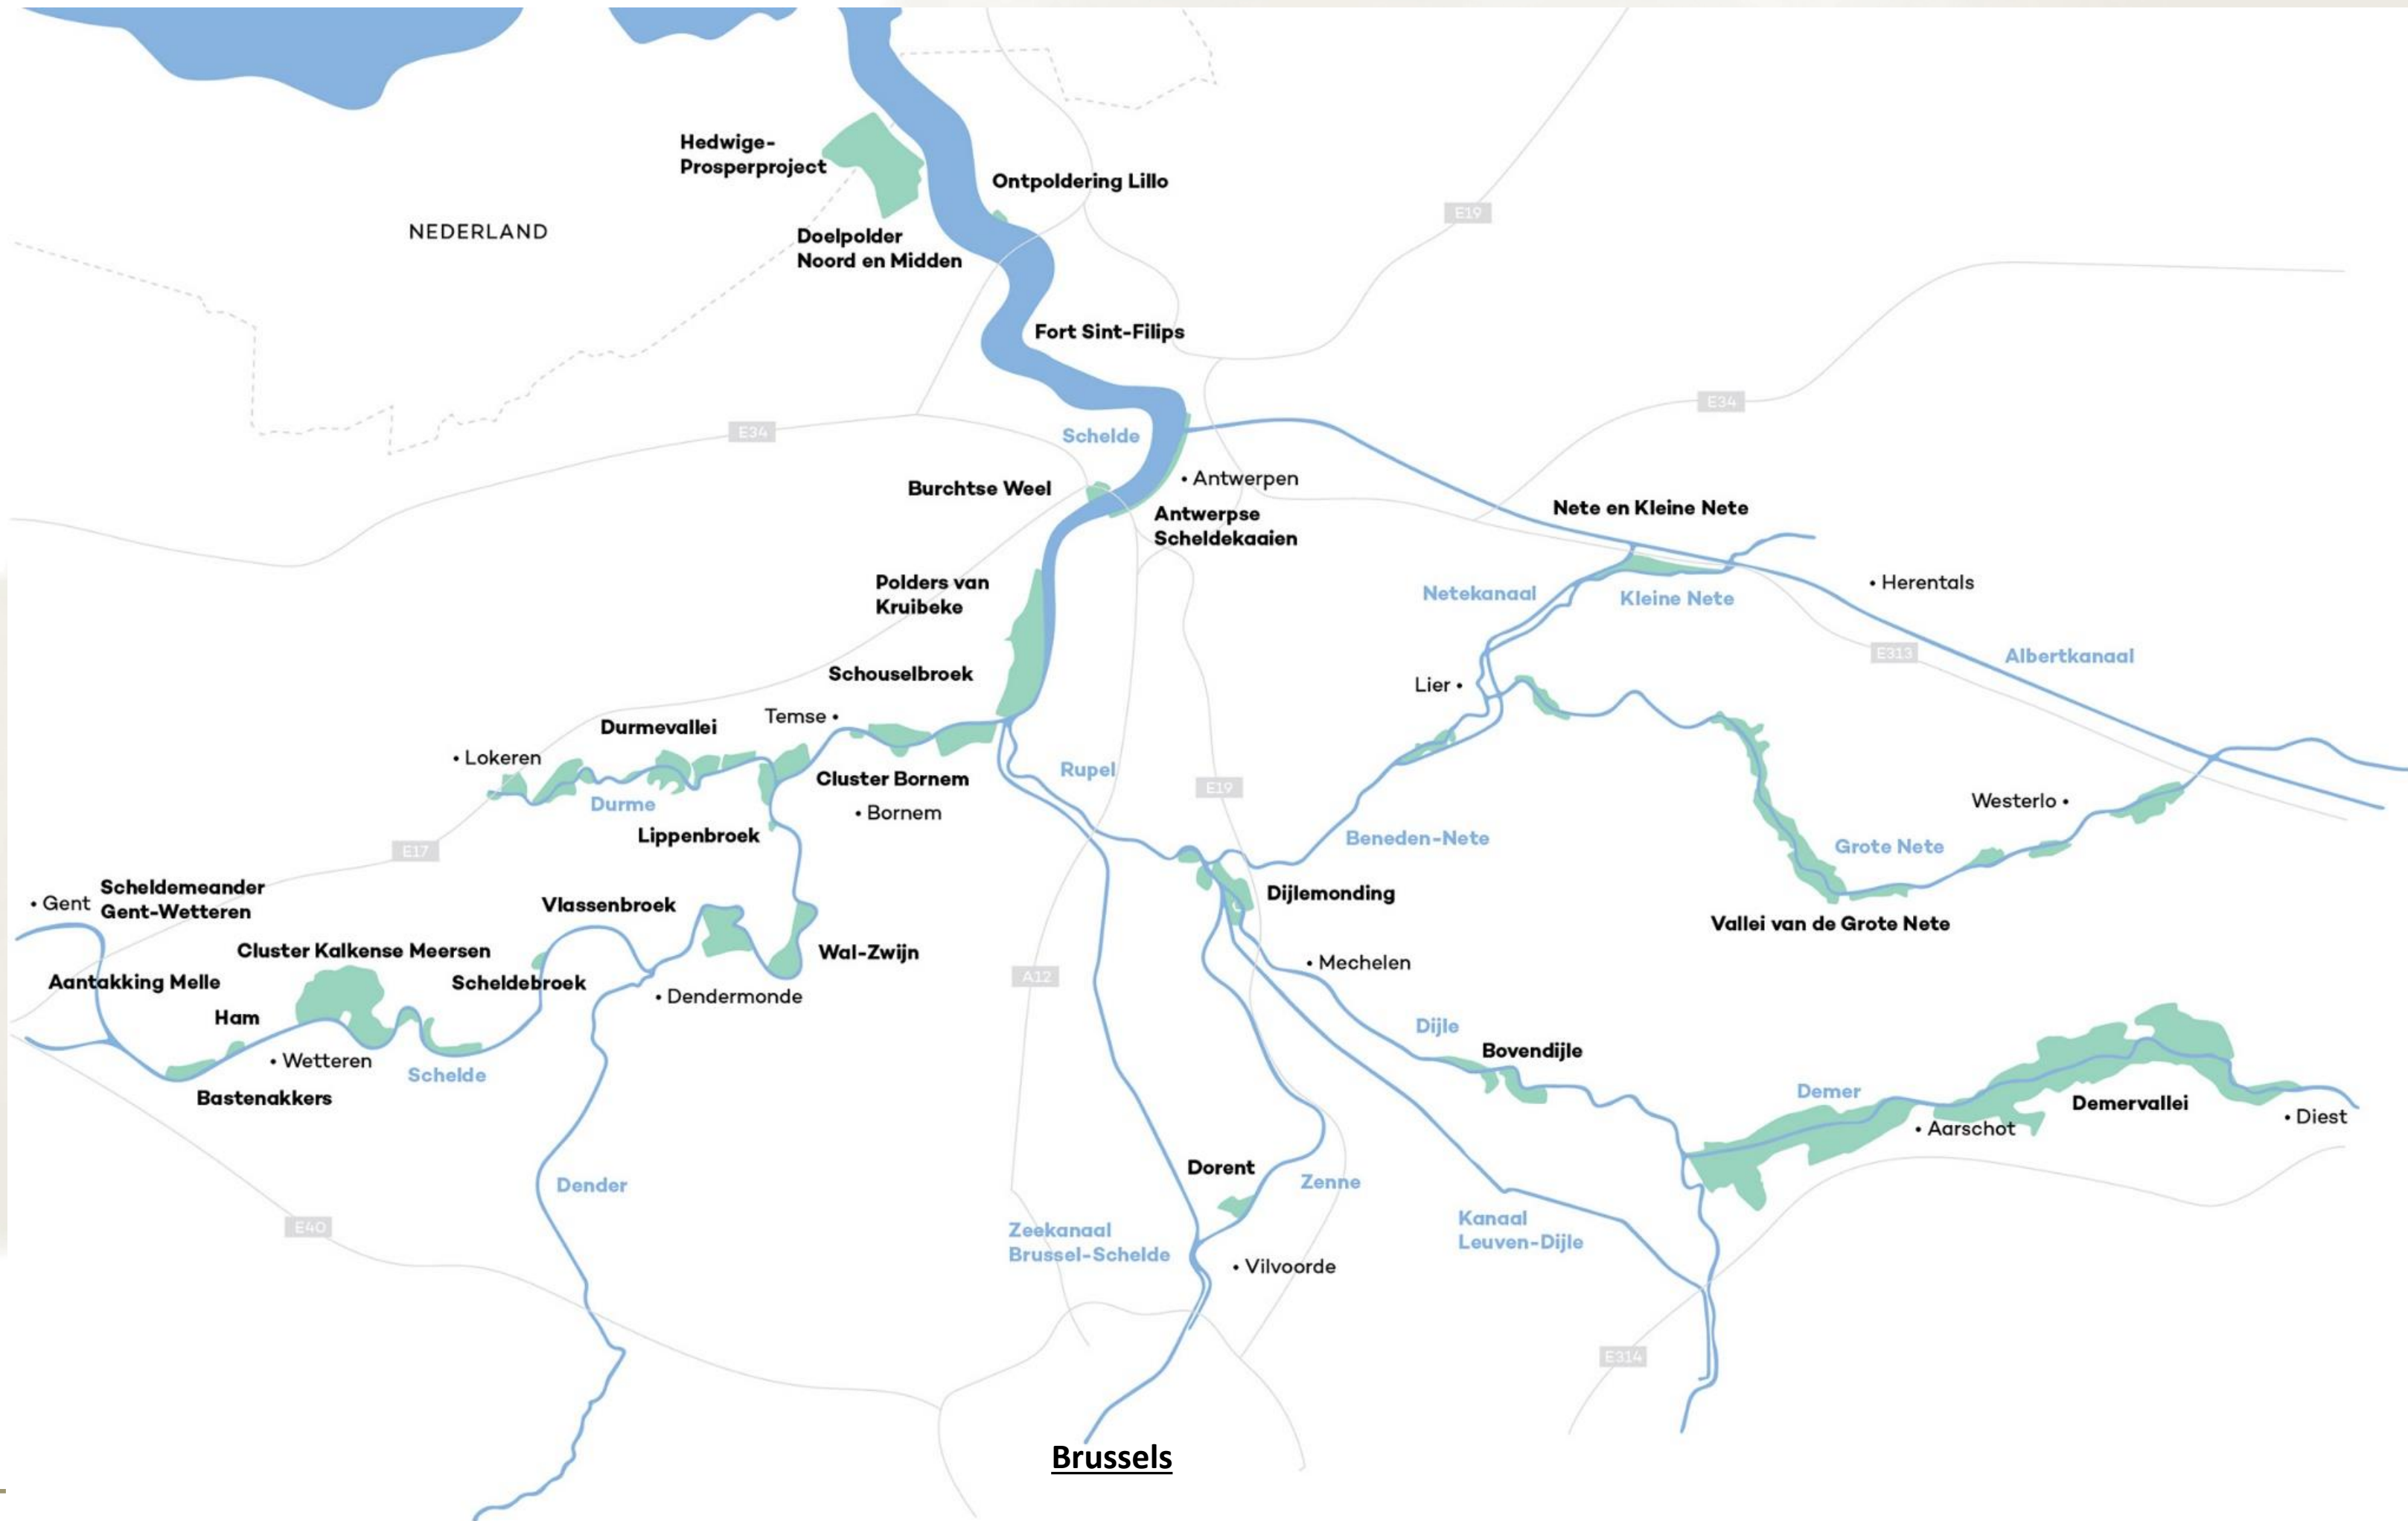 Hedwige-
Prosperproject
Ontpoldering Lillo
E19
NEDERLAND
Doelpolder
Noord en Midden
Fort Sint-Filips
E34
E34
Schelde
Burchtse Weel
• Antwerpen
Antwerpse
Scheldekaaien
Nete en Kleine Nete
Polders van
Kruibeke
Netekanaal
Kleine Nete
• Herentals
E313
Albertkanaal
Schouselbroek
Lier •
Temse •
Durmevallei
• Lokeren
Rupel
Cluster Bornem
E19
Durme
• Bornem
Westerlo •
Lippenbroek
Beneden-Nete
Grote Nete
E17
Scheldemeander
Gent-Wetteren
• Gent
Vlassenbroek
Dijlemonding
Vallei van de Grote Nete
Cluster Kalkense Meersen
Wal-Zwijn
• Mechelen
Aantakking Melle
Scheldebroek
A12
• Dendermonde
Ham
Dijle
Bovendijle
• Wetteren
Schelde
Demer
Bastenakkers
Demervallei
• Diest
• Aarschot
Dorent
Dender
Zenne
E40
Zeekanaal
Brussel-Schelde
Kanaal
Leuven-Dijle
• Vilvoorde
E314
Brussels